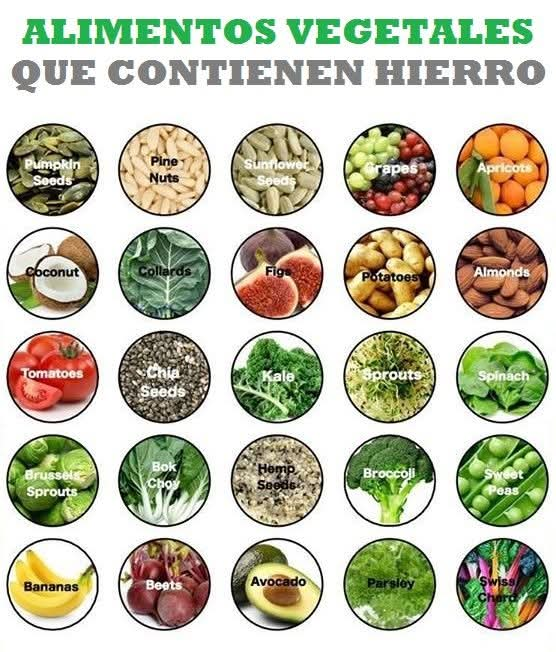 ALIMENTOS VEGETALES
QUE CONTIENEN HIERRO
Pumpkin
Seeds
Pine
Nuts
Sunflower
Seeds
Grapes
Apricots
Coconut
Collards
Figs
Potatoes
Almonds
Tomatoes
Chia
Seeds
Kale
Sprouts
Spinach
Brussels
Sprouts
Bok
Choy
Hemp
Seeds
Broccoli
Sweet
Peas
Bananas
Beets
Avocado
Parsley
Swiss
Chard